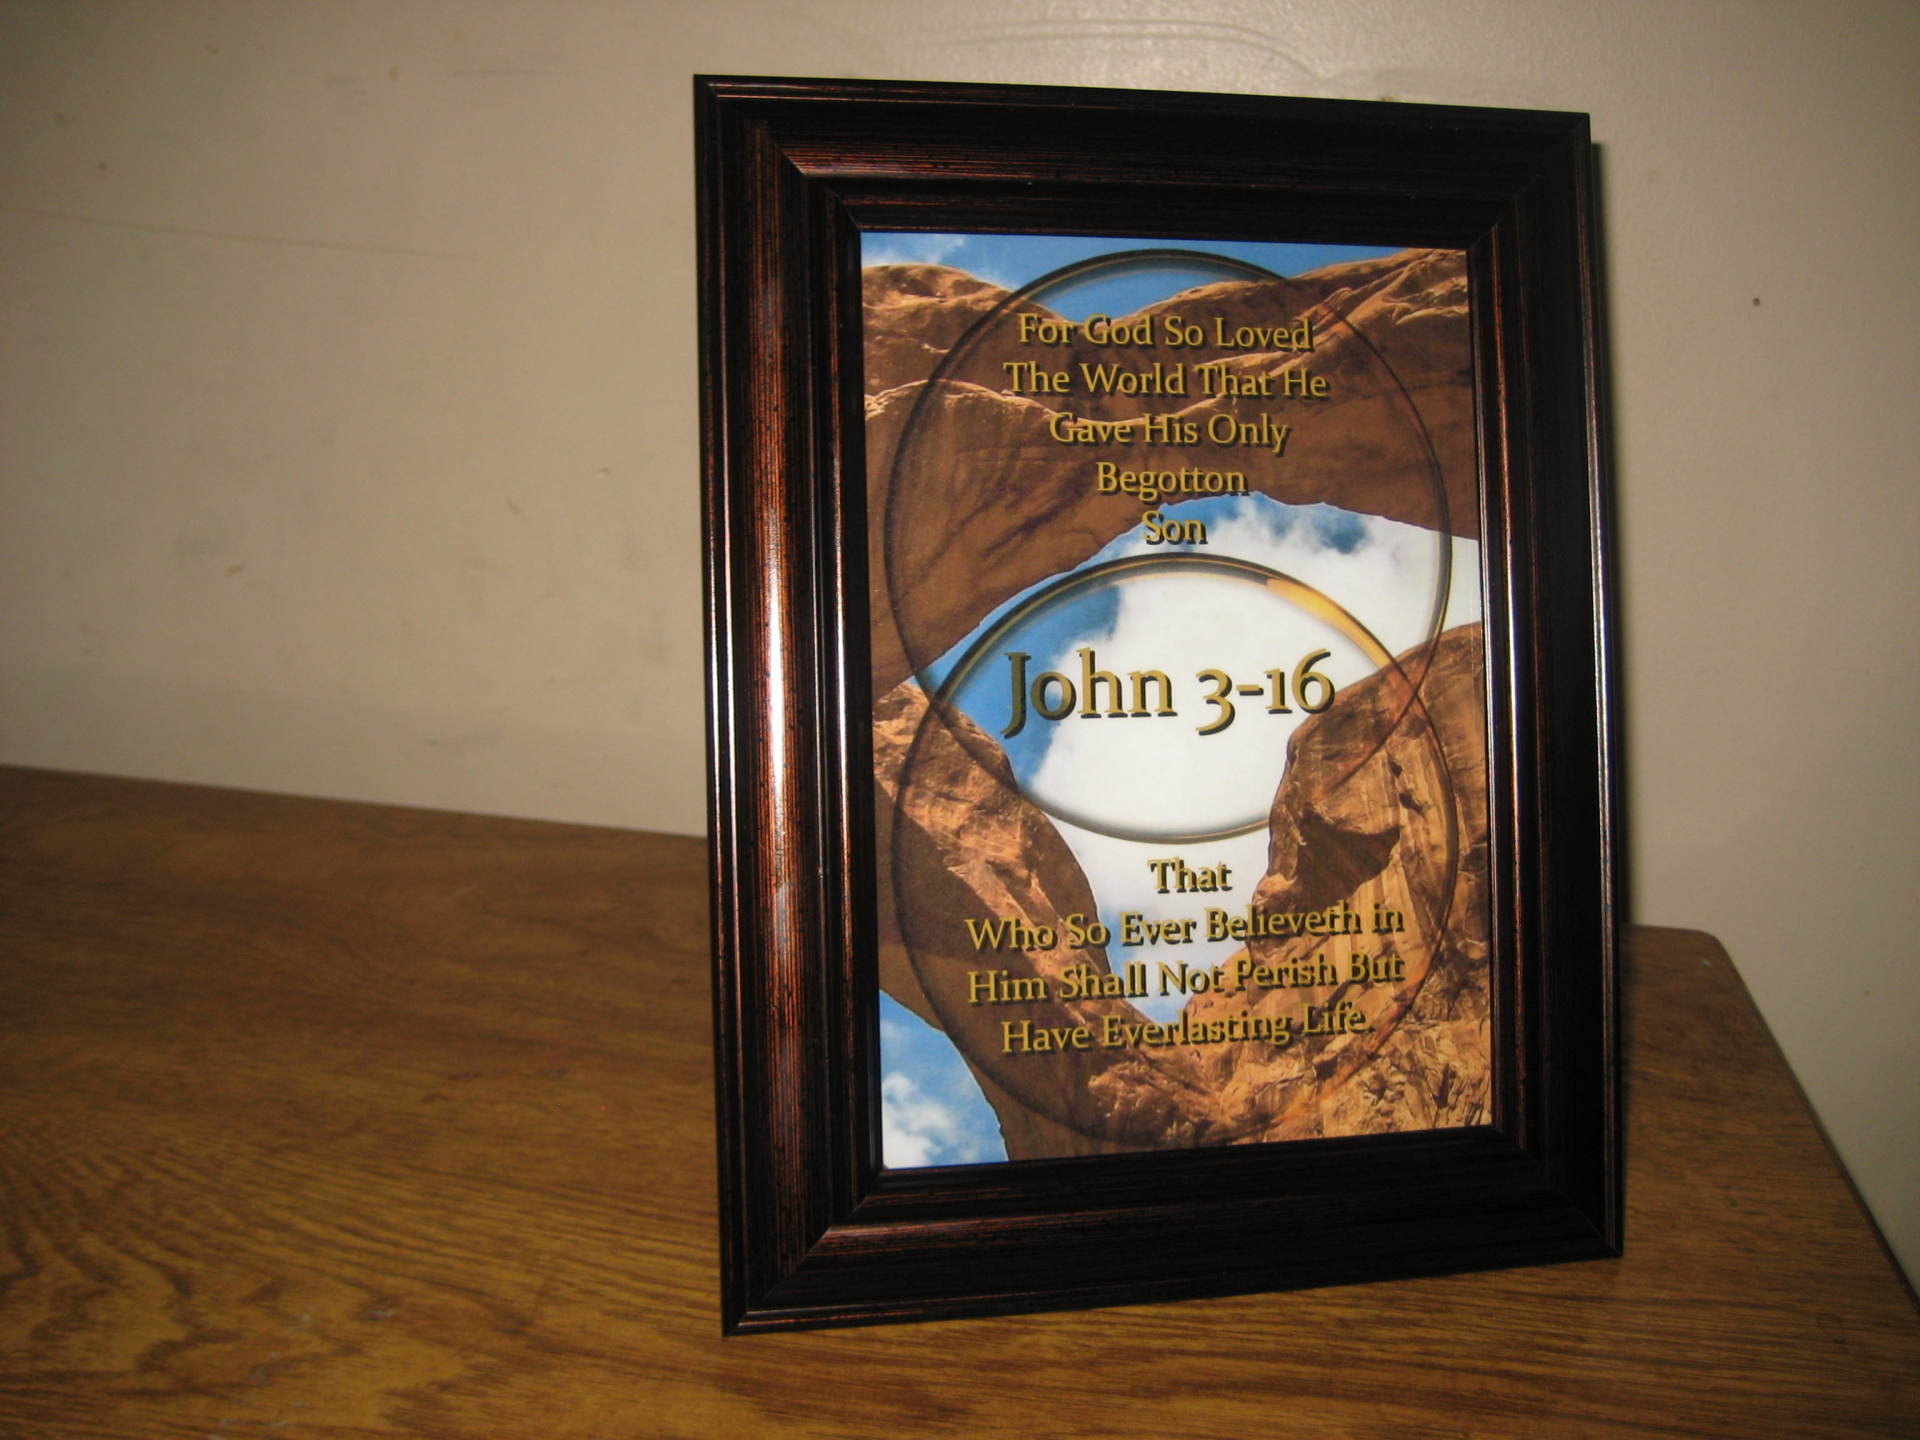 For God So Loved
The World That He
Gave His Only
Begotton
Son
John 3-16
That
Who So Ever Believeth in
Him Shall Not Perish But
Have Everlasting Life.